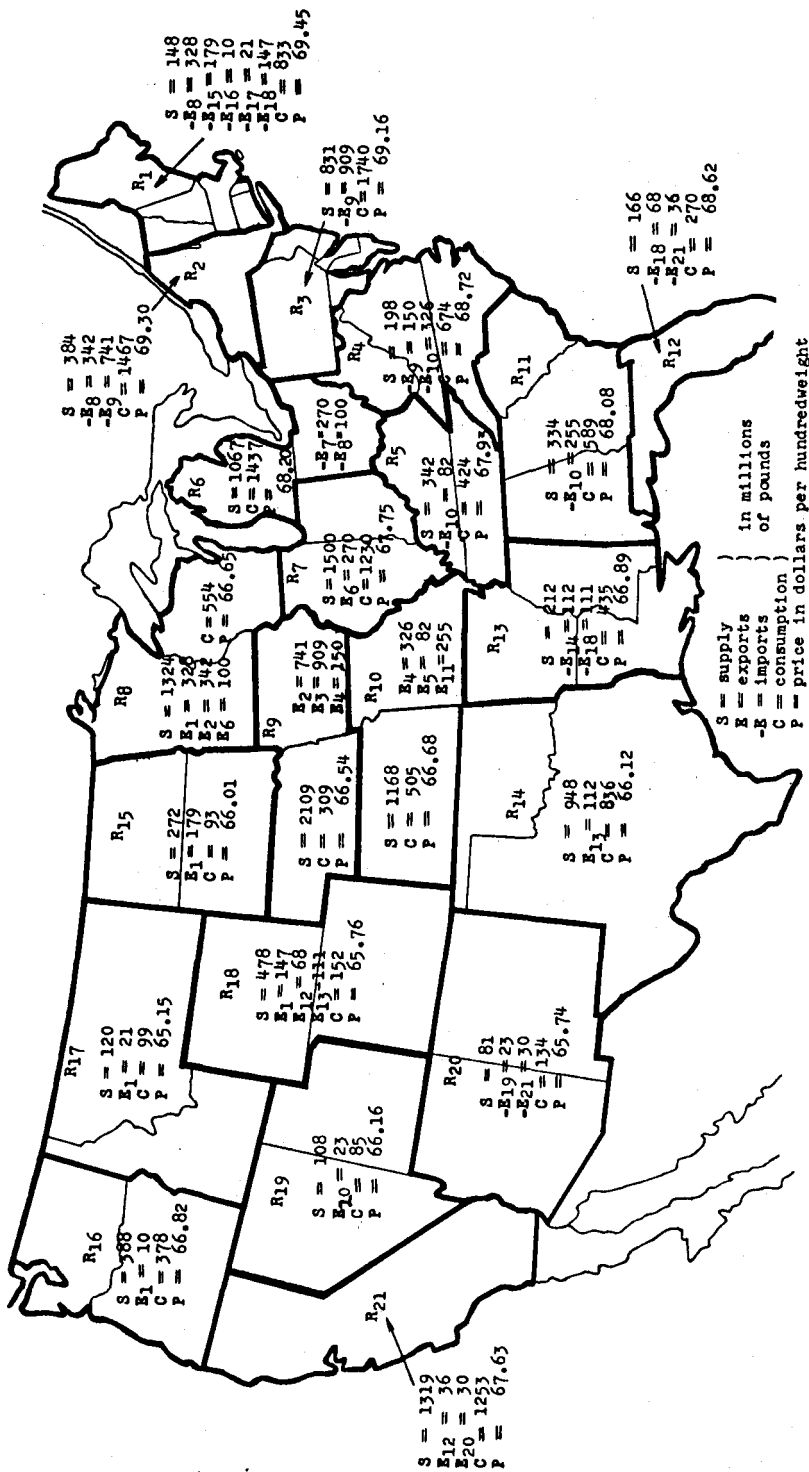 R1
S = 148
-E8 = 328
-E15 = 179
-E16 = 10
-E17 = 21
-E18 = 147
C = 833
P = 69.45
R2
S = 384
-E8 = 342
-E9 = 741
C = 1467
P = 69.30
R3
S = 831
-E9 = 909
C = 1740
P = 69.16
R4
S = 198
-E9 = 150
-E10 = 326
C = 674
P = 68.72
R5
S = 342
-E10 = 82
C = 424
P = 67.93
R6
S = 1067
C = 1437
P = 68.20
-E7 = 270
-E8 = 100
R7
S = 1500
E6 = 270
C = 1230
P = 67.75
R8
S = 1324
E1 = 328
E2 = 342
E6 = 100
C = 554
P = 66.65
R9
E2 = 741
E3 = 909
E4 = 150
S = 2109
C = 309
P = 66.54
R10
E4 = 326
E5 = 82
E11 = 255
S = 1168
C = 505
P = 66.68
R11
S = 334
-E10 = 255
C = 589
P = 68.08
R12
S = 166
-E18 = 68
-E21 = 36
C = 270
P = 68.62
R13
S = 212
-E14 = 112
-E18 = 111
C = 435
P = 66.89
R14
S = 948
E13 = 112
C = 836
P = 66.12
R15
S = 272
E1 = 179
C = 93
P = 66.01
R16
S = 388
E1 = 10
C = 378
P = 66.82
R17
S = 120
E1 = 21
C = 99
P = 65.15
R18
S = 478
E1 = 147
E12 = 68
E13 = 111
C = 152
P = 65.76
R19
S = 108
E10 = 23
C = 85
P = 66.16
R20
S = 81
-E19 = 23
-E21 = 30
C = 134
P = 65.74
R21
S = 1319
E12 = 36
E20 = 30
C = 1253
P = 67.63
S = supply )
E = exports ) in millions
-E = imports ) of pounds
C = consumption )
P = price in dollars per hundredweight